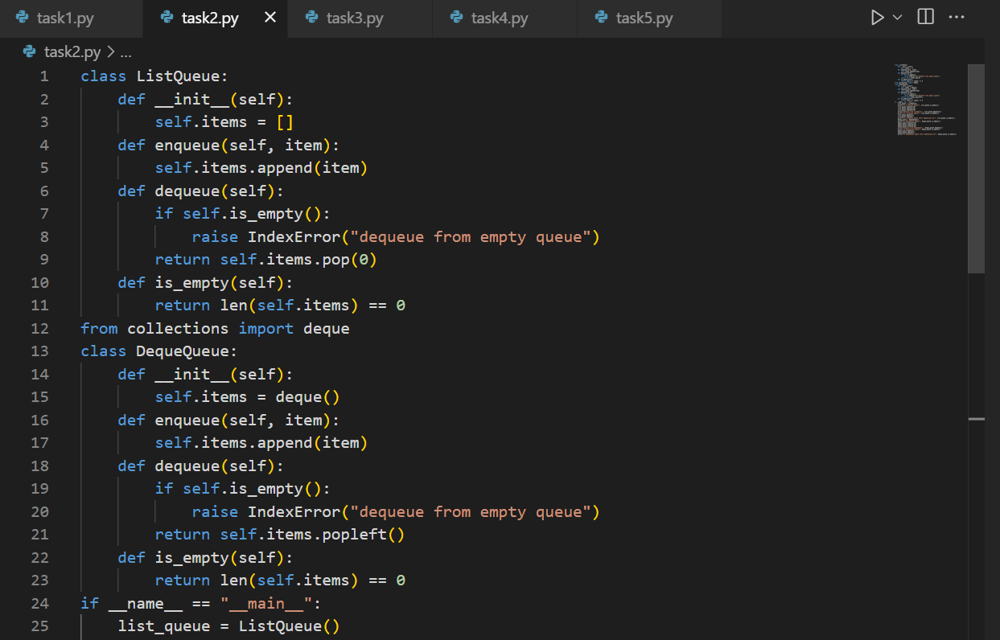 task1.py task2.py task3.py task4.py task5.py
task2.py > ...
1 class ListQueue:
2     def __init__(self):
3         self.items = []
4     def enqueue(self, item):
5         self.items.append(item)
6     def dequeue(self):
7         if self.is_empty():
8             raise IndexError("dequeue from empty queue")
9         return self.items.pop(0)
10     def is_empty(self):
11         return len(self.items) == 0
12 from collections import deque
13 class DequeQueue:
14     def __init__(self):
15         self.items = deque()
16     def enqueue(self, item):
17         self.items.append(item)
18     def dequeue(self):
19         if self.is_empty():
20             raise IndexError("dequeue from empty queue")
21         return self.items.popleft()
22     def is_empty(self):
23         return len(self.items) == 0
24 if __name__ == "__main__":
25     list_queue = ListQueue()